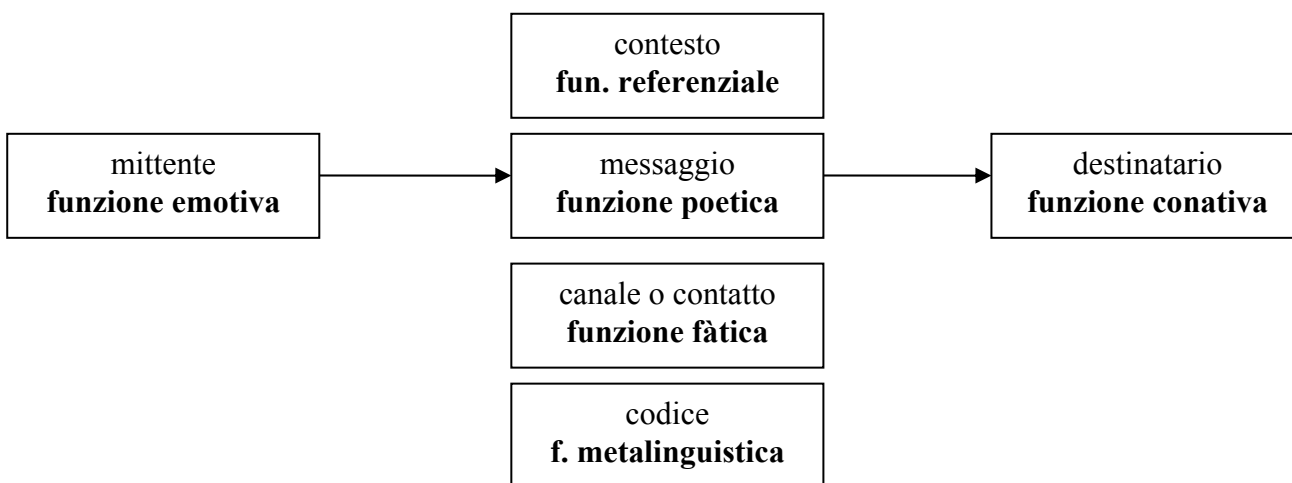 contesto
fun. referenziale
mittente
funzione emotiva
messaggio
funzione poetica
destinatario
funzione conativa
canale o contatto
funzione fàtica
codice
f. metalinguistica